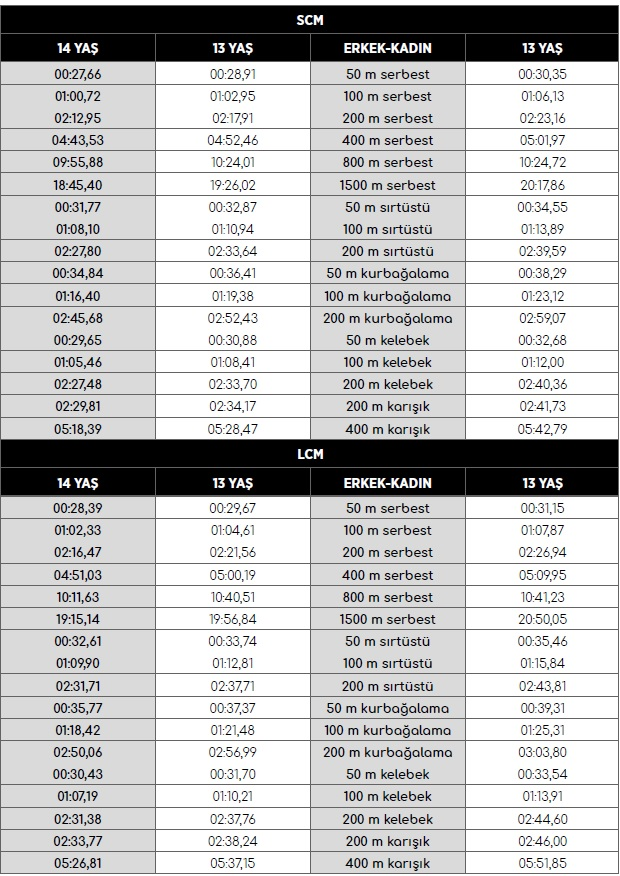 SCM
14 YAŞ 13 YAŞ ERKEK-KADIN 13 YAŞ
00:27,66 00:28,91 50 m serbest 00:30,35
01:00,72 01:02,95 100 m serbest 01:06,13
02:12,95 02:17,91 200 m serbest 02:23,16
04:43,53 04:52,46 400 m serbest 05:01,97
09:55,88 10:24,01 800 m serbest 10:24,72
18:45,40 19:26,02 1500 m serbest 20:17,86
00:31,77 00:32,87 50 m sırtüstü 00:34,55
01:08,10 01:10,94 100 m sırtüstü 01:13,89
02:27,80 02:33,64 200 m sırtüstü 02:39,59
00:34,84 00:36,41 50 m kurbağalama 00:38,29
01:16,40 01:19,38 100 m kurbağalama 01:23,12
02:45,68 02:52,43 200 m kurbağalama 02:59,07
00:29,65 00:30,88 50 m kelebek 00:32,68
01:05,46 01:08,41 100 m kelebek 01:12,00
02:27,48 02:33,70 200 m kelebek 02:40,36
02:29,81 02:34,17 200 m karışık 02:41,73
05:18,39 05:28,47 400 m karışık 05:42,79
LCM
14 YAŞ 13 YAŞ ERKEK-KADIN 13 YAŞ
00:28,39 00:29,67 50 m serbest 00:31,15
01:02,33 01:04,61 100 m serbest 01:07,87
02:16,47 02:21,56 200 m serbest 02:26,94
04:51,03 05:00,19 400 m serbest 05:09,95
10:11,63 10:40,51 800 m serbest 10:41,23
19:15,14 19:56,84 1500 m serbest 20:50,05
00:32,61 00:33,74 50 m sırtüstü 00:35,46
01:09,90 01:12,81 100 m sırtüstü 01:15,84
02:31,71 02:37,71 200 m sırtüstü 02:43,81
00:35,77 00:37,37 50 m kurbağalama 00:39,31
01:18,42 01:21,48 100 m kurbağalama 01:25,31
02:50,06 02:56,99 200 m kurbağalama 03:03,80
00:30,43 00:31,70 50 m kelebek 00:33,54
01:07,19 01:10,21 100 m kelebek 01:13,91
02:31,38 02:37,76 200 m kelebek 02:44,60
02:33,77 02:38,24 200 m karışık 02:46,00
05:26,81 05:37,15 400 m karışık 05:51,85